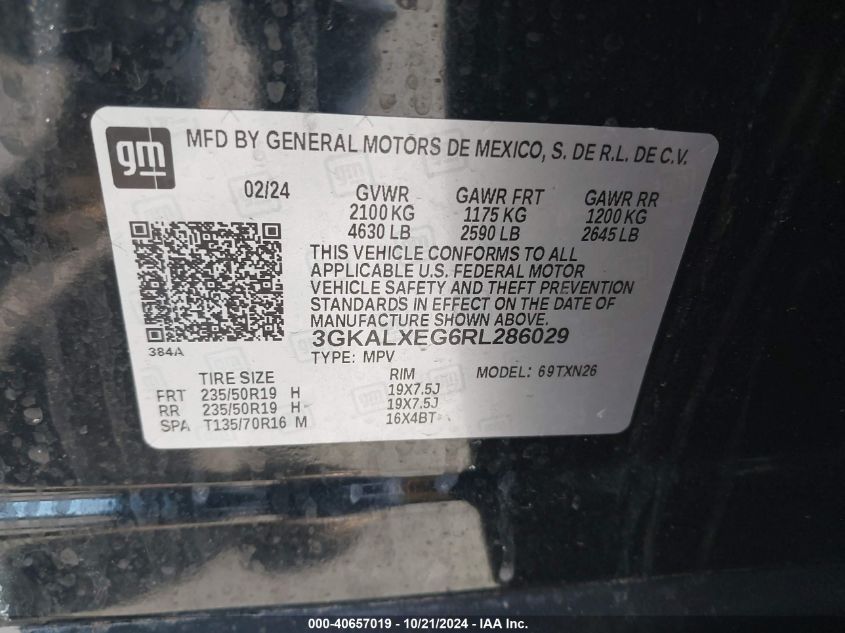 gm
MFD BY GENERAL MOTORS DE MEXICO, S. DE R.L. DE C.V.
02/24 GVWR GAWR FRT GAWR RR
2100 KG 1175 KG 1200 KG
4630 LB 2590 LB 2645 LB
THIS VEHICLE CONFORMS TO ALL
APPLICABLE U.S. FEDERAL MOTOR
VEHICLE SAFETY AND THEFT PREVENTION
STANDARDS IN EFFECT ON THE DATE OF
MANUFACTURE SHOWN ABOVE.
384A
3GKALXEG6RL286029
TYPE: MPV
TIRE SIZE RIM MODEL: 69TXN26
FRT 235/50R19 H 19X7.5J
RR 235/50R19 H 19X7.5J
SPA T135/70R16 M 16X4BT
000-40657019 - 10/21/2024 - IAAI Inc.